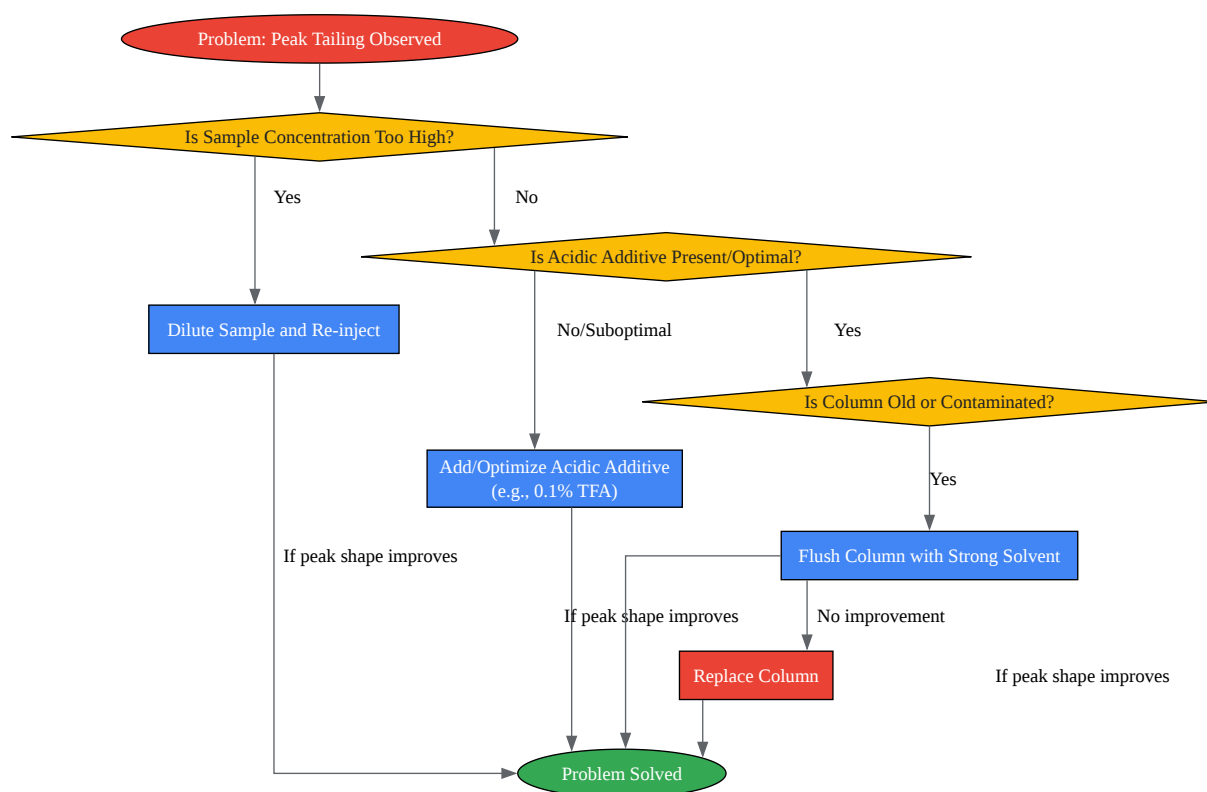 Problem: Peak Tailing Observed
Is Sample Concentration Too High?
Yes
No
Is Acidic Additive Present/Optimal?
Dilute Sample and Re-inject
No/Suboptimal
Yes
Is Column Old or Contaminated?
Add/Optimize Acidic Additive
(e.g., 0.1% TFA)
Yes
If peak shape improves
Flush Column with Strong Solvent
If peak shape improves
No improvement
Replace Column
If peak shape improves
Problem Solved